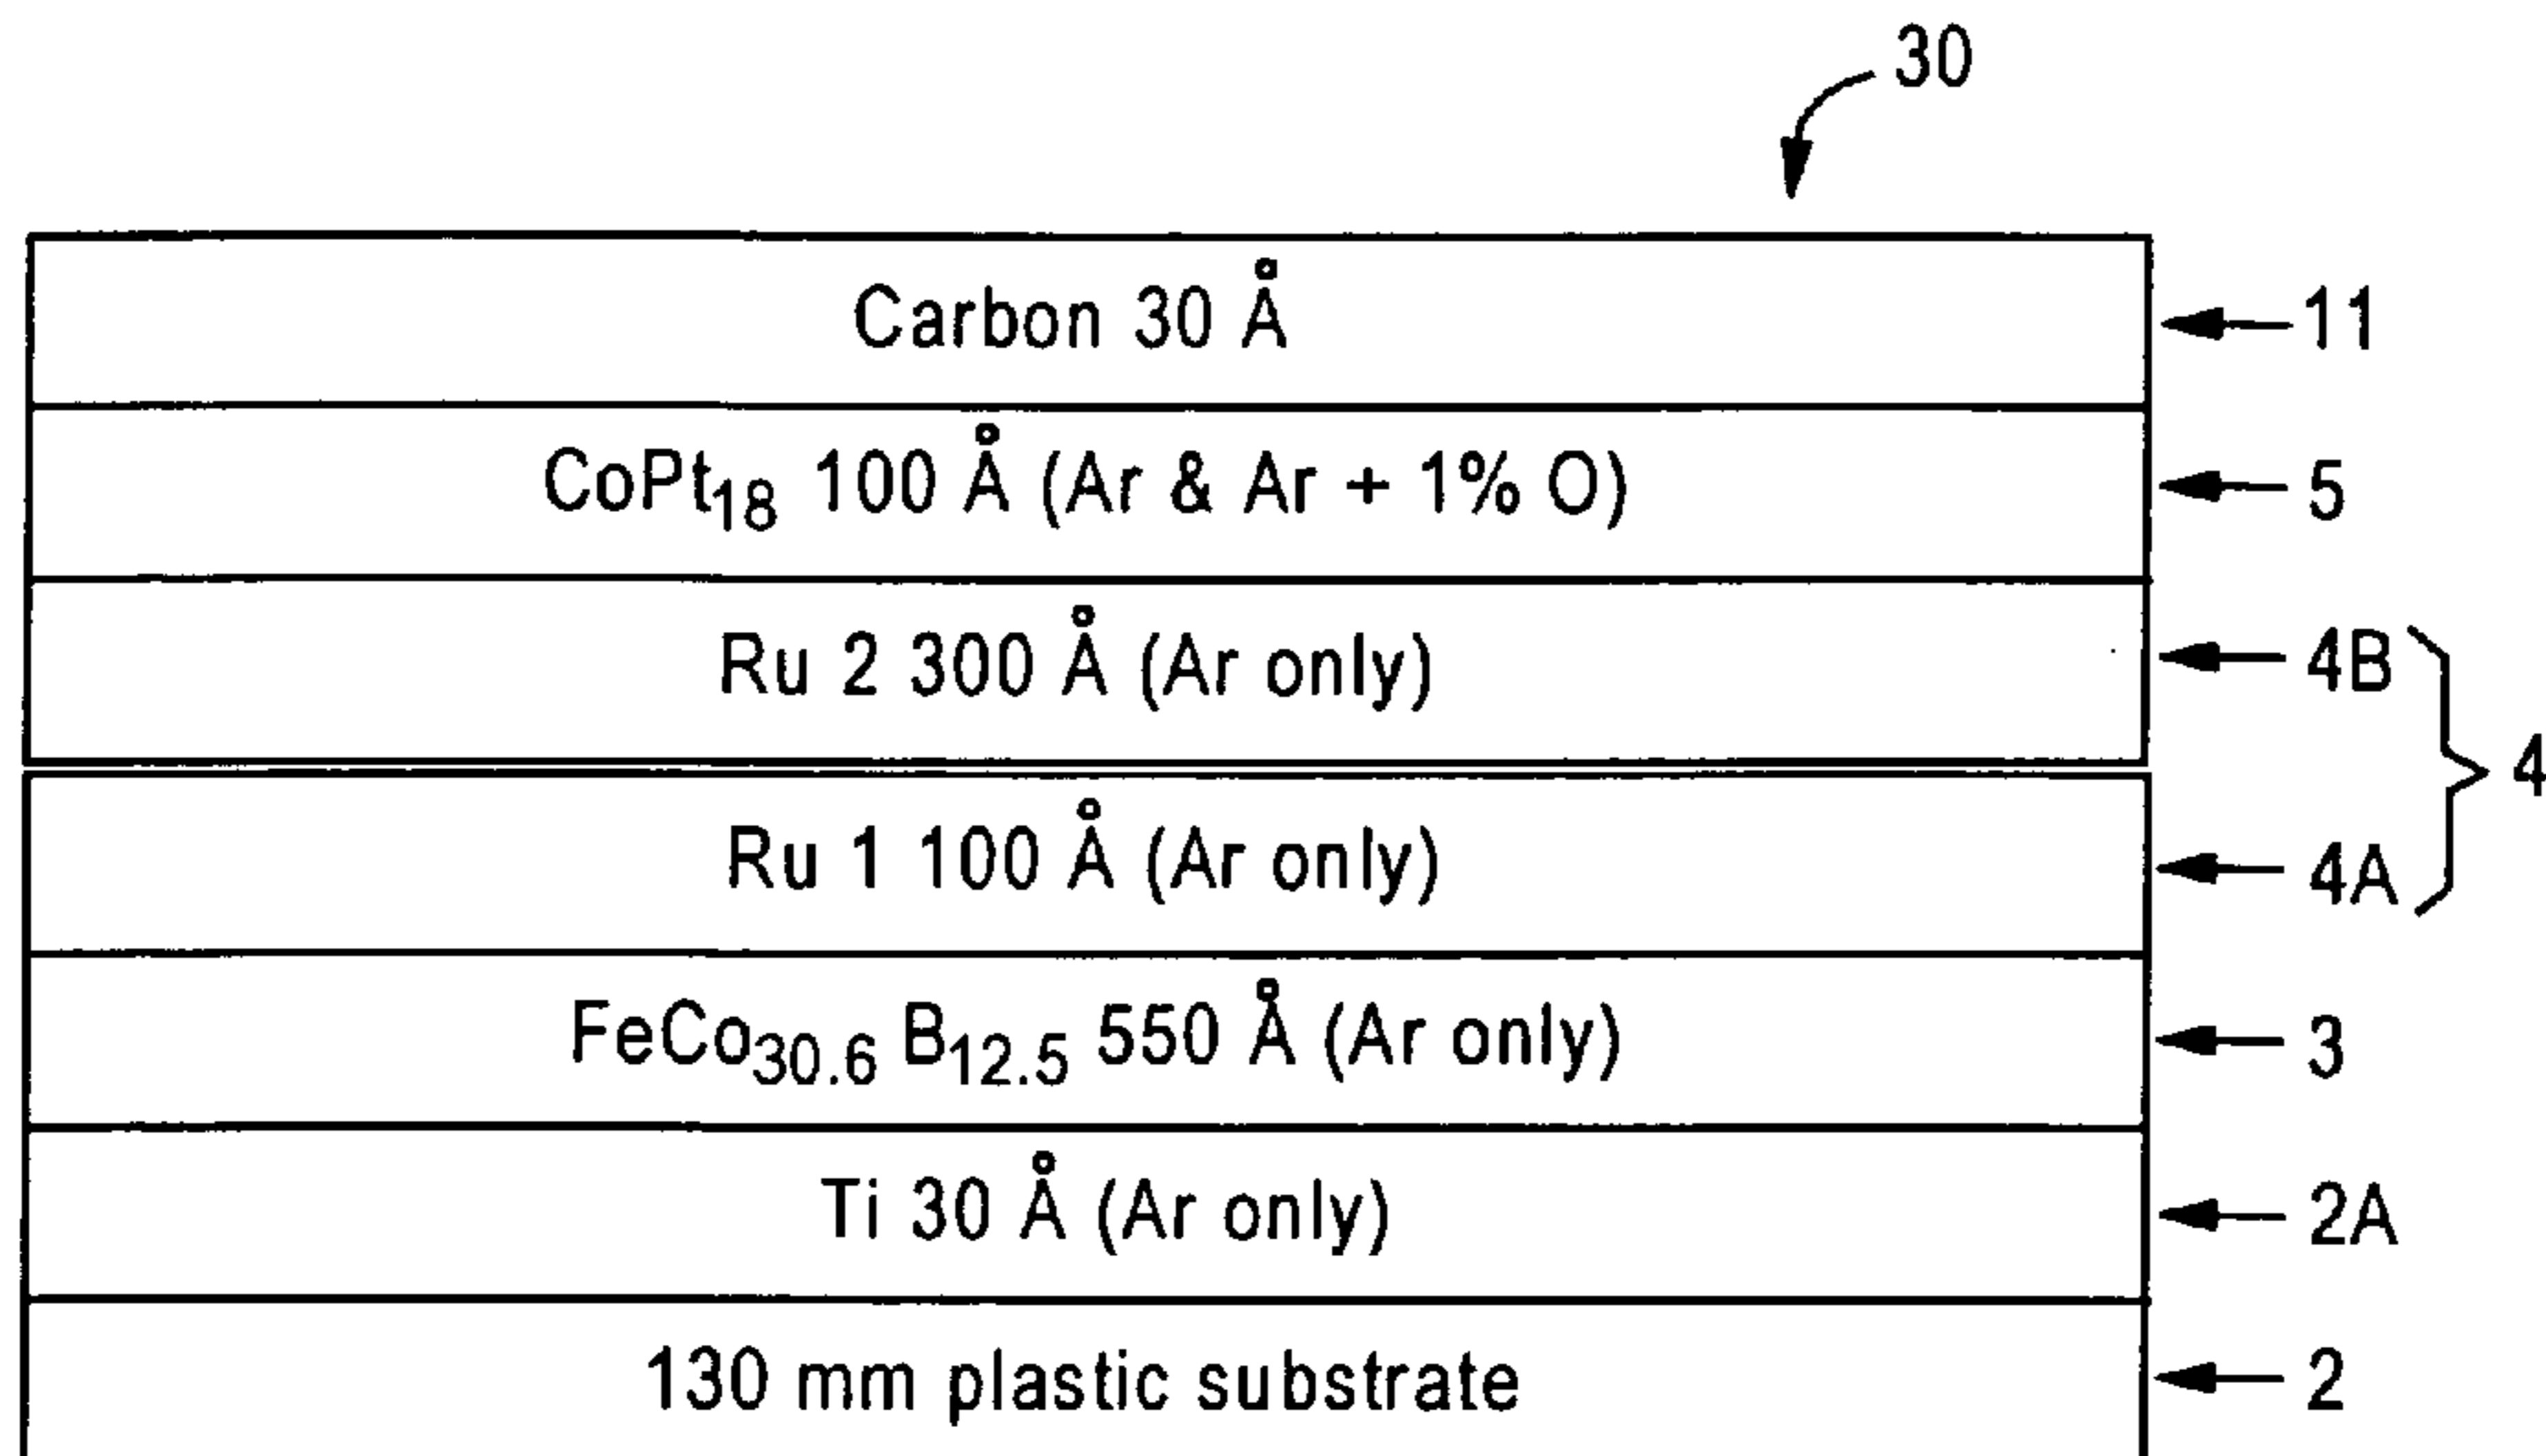 30
Carbon 30 Å
11
CoPt18 100 Å (Ar & Ar + 1% O)
5
Ru 2 300 Å (Ar only)
4B
4
Ru 1 100 Å (Ar only)
4A
FeCo30.6 B12.5 550 Å (Ar only)
3
Ti 30 Å (Ar only)
2A
130 mm plastic substrate
2